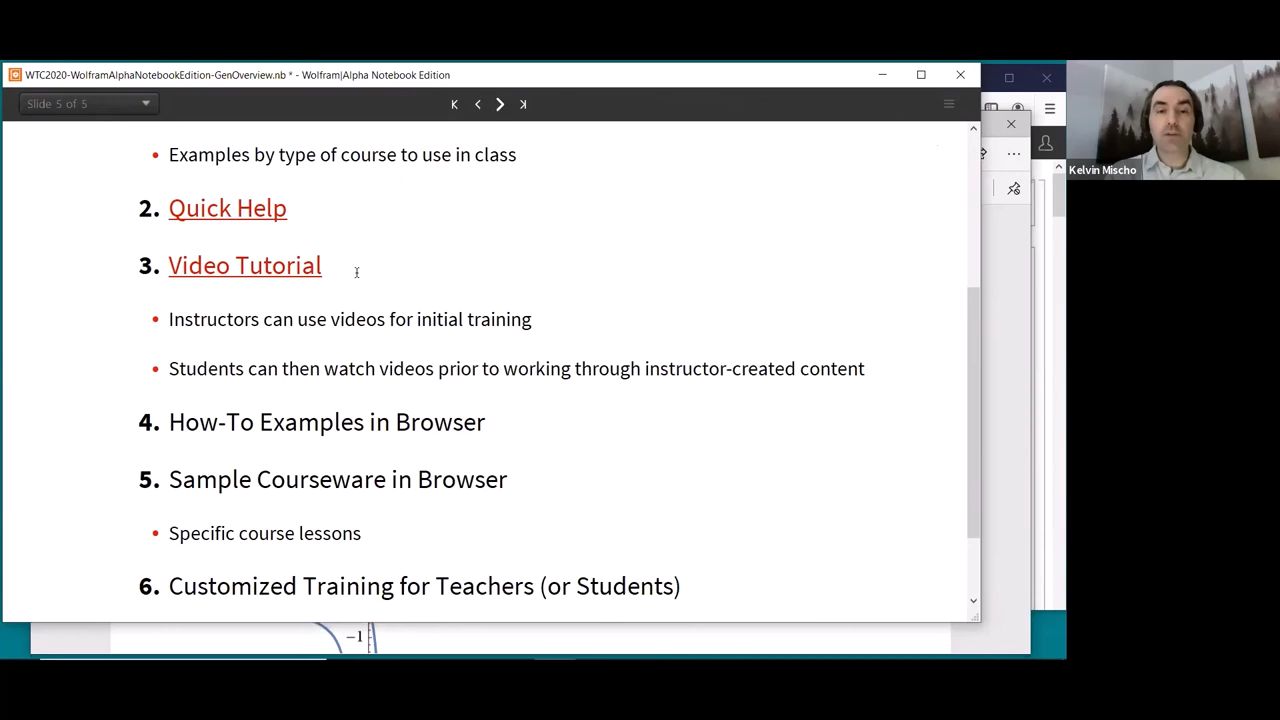 WTC2020-WolframAlphaNotebookEdition-GenOverview.nb * - Wolfram|Alpha Notebook Edition
Slide 5 of 5
• Examples by type of course to use in class
2. Quick Help
3. Video Tutorial
• Instructors can use videos for initial training
• Students can then watch videos prior to working through instructor-created content
4. How-To Examples in Browser
5. Sample Courseware in Browser
• Specific course lessons
6. Customized Training for Teachers (or Students)
−1
Kelvin Mischo